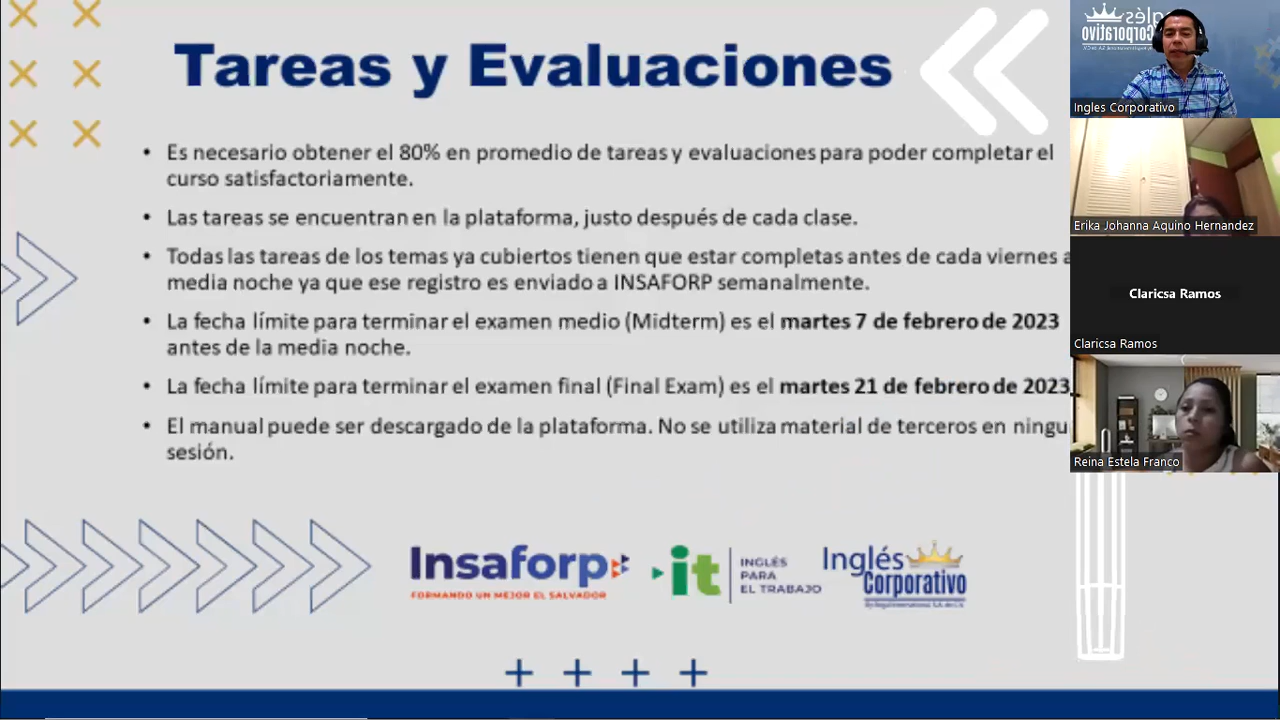 Tareas y Evaluaciones
• Es necesario obtener el 80% en promedio de tareas y evaluaciones para poder completar el
curso satisfactoriamente.
• Las tareas se encuentran en la plataforma, justo después de cada clase.
• Todas las tareas de los temas ya cubiertos tienen que estar completas antes de cada viernes a
media noche ya que ese registro es enviado a INSAFORP semanalmente.
• La fecha límite para terminar el examen medio (Midterm) es el martes 7 de febrero de 2023
antes de la media noche.
• La fecha límite para terminar el examen final (Final Exam) es el martes 21 de febrero de 2023.
• El manual puede ser descargado de la plataforma. No se utiliza material de terceros en ningu
sesión.
Insaforp
FORMANDO UN MEJOR EL SALVADOR
it
INGLÉS
PARA
EL TRABAJO
Inglés
Corporativo
Inglés
Corporativo
Ingles Corporativo
Erika Johanna Aquino Hernandez
Claricsa Ramos
Claricsa Ramos
Reina Estela Franco